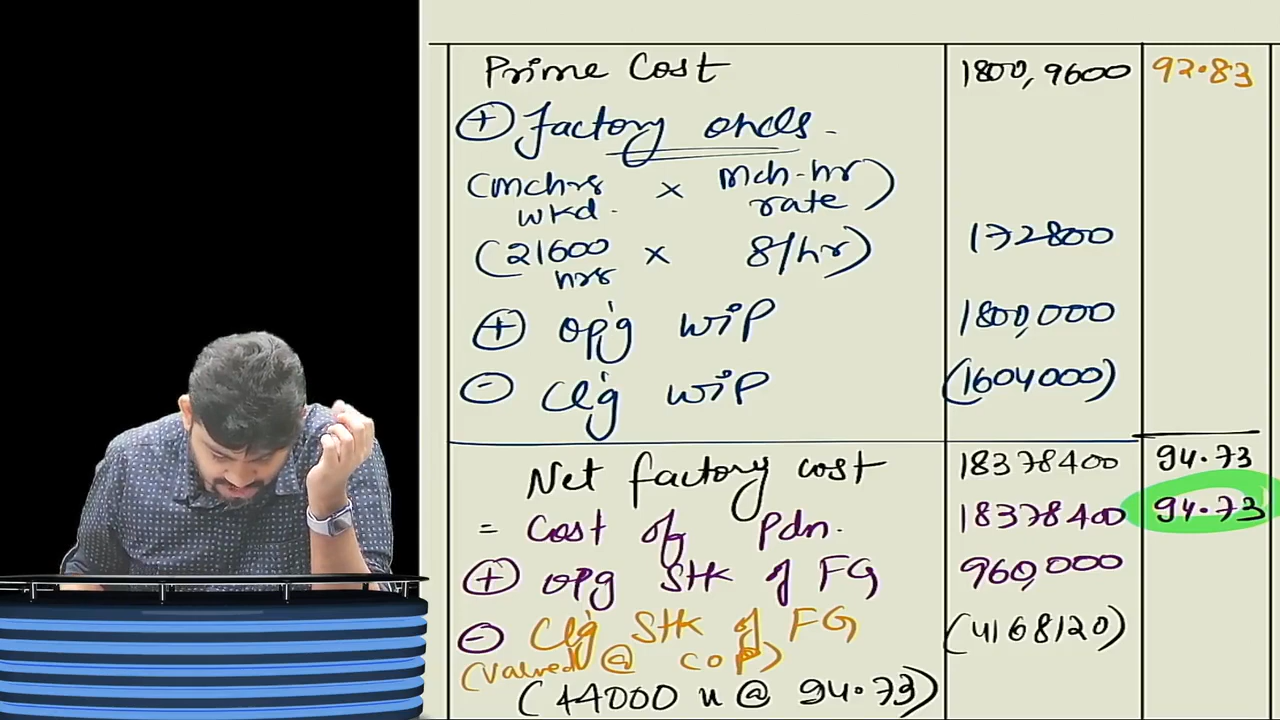 Prime Cost 1800,9600 92.83
(+) factory ohds.
(mchrs wkd. × Mch-hr rate)
(21600 hrs × 8/hr) 172800
(+) opg WIP 1800,000
(-) Clg WIP (1604000)
Net factory cost 18378400 94.73
= Cost of Pdn. 18378400 94.73
(+) opg Stk of FG 960,000
(-) Clg Stk of FG (4168120)
(valued @ COP)
(44000 u @ 94.73)